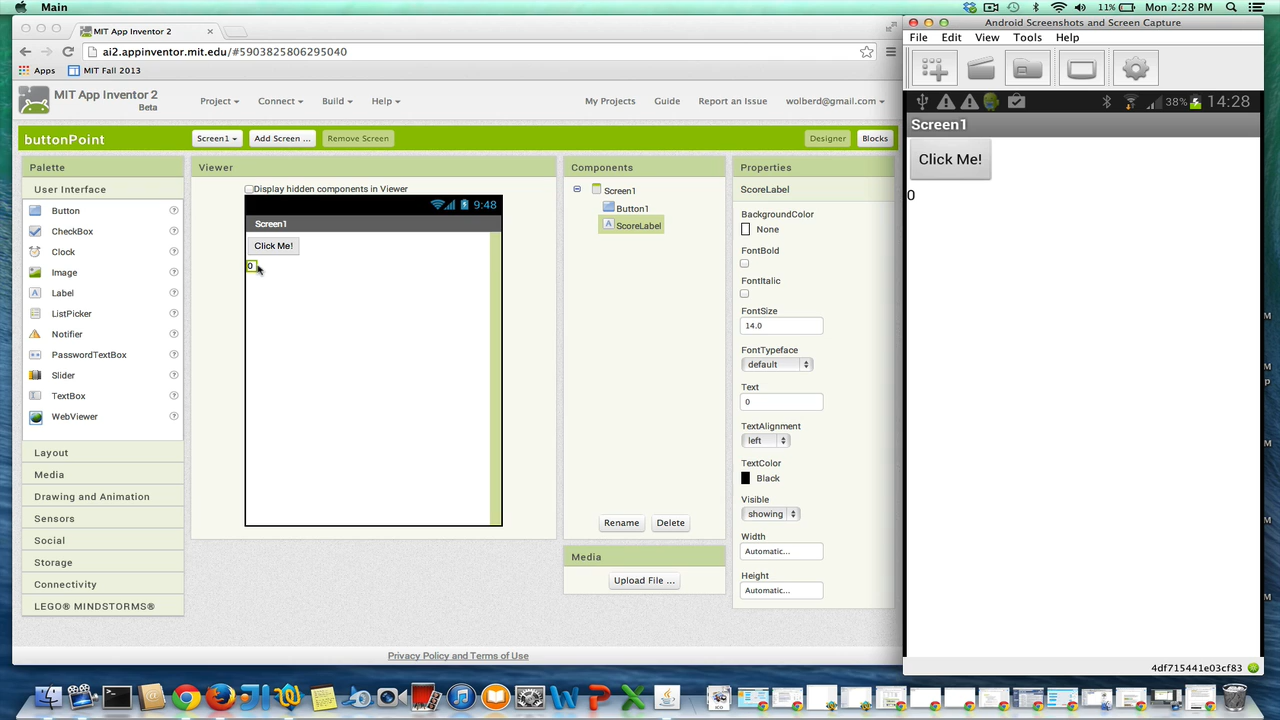 Main
11%
Mon 2:28 PM
MIT App Inventor 2
ai2.appinventor.mit.edu/#5903825806295040
Apps
MIT Fall 2013
MIT App Inventor 2
Beta
Project
Connect
Build
Help
My Projects
Guide
Report an Issue
wolberd@gmail.com
buttonPoint
Screen1
Add Screen ...
Remove Screen
Designer
Blocks
Palette
User Interface
Button
CheckBox
Clock
Image
Label
ListPicker
Notifier
PasswordTextBox
Slider
TextBox
WebViewer
Layout
Media
Drawing and Animation
Sensors
Social
Storage
Connectivity
LEGO® MINDSTORMS®
Viewer
Display hidden components in Viewer
9:48
Screen1
Click Me!
0
Components
Screen1
Button1
A ScoreLabel
Rename
Delete
Media
Upload File ...
Properties
ScoreLabel
BackgroundColor
None
FontBold
FontItalic
FontSize
14.0
FontTypeface
default
Text
0
TextAlignment
left
TextColor
Black
Visible
showing
Width
Automatic...
Height
Automatic...
Privacy Policy and Terms of Use
Android Screenshots and Screen Capture
File
Edit
View
Tools
Help
38%
14:28
Screen1
Click Me!
0
4df715441e03cf83